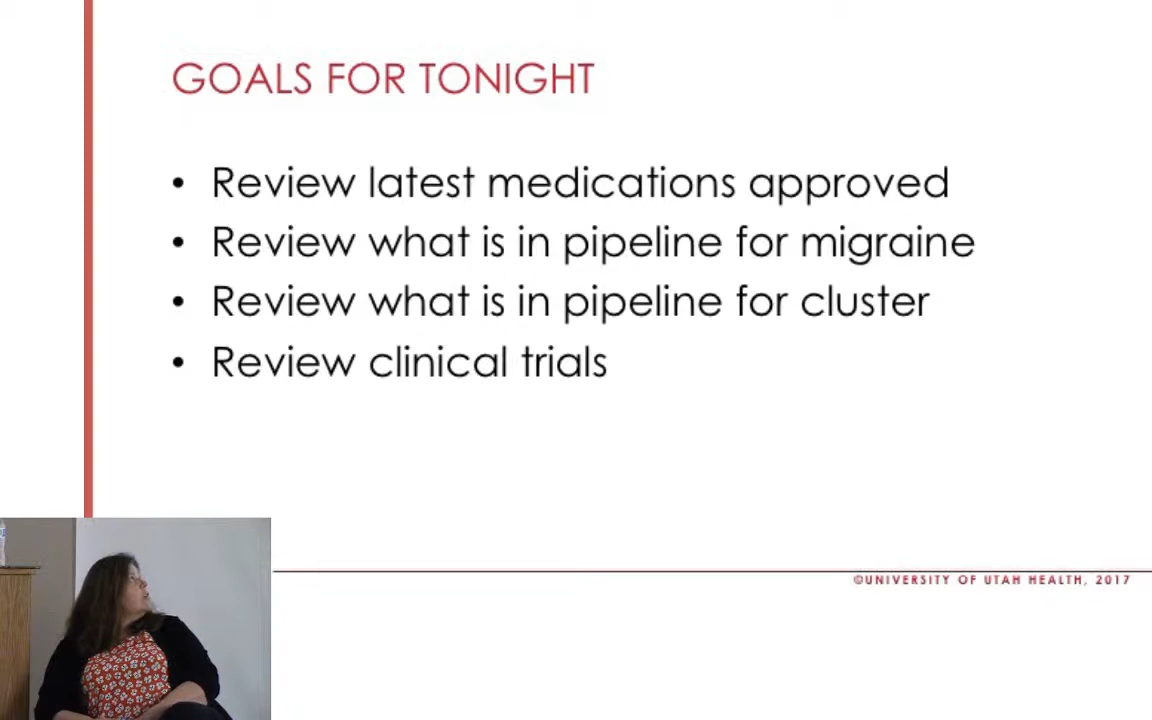 GOALS FOR TONIGHT
• Review latest medications approved
• Review what is in pipeline for migraine
• Review what is in pipeline for cluster
• Review clinical trials
©UNIVERSITY OF UTAH HEALTH, 2017